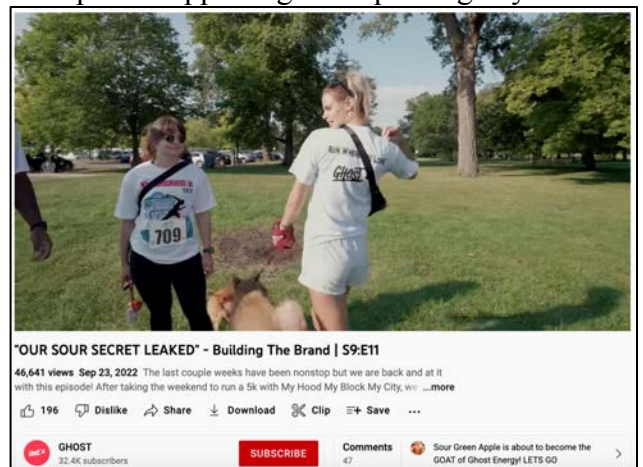 RUN WHERE
GHOST
709
"OUR SOUR SECRET LEAKED" - Building The Brand | S9:E11
46,641 views Sep 23, 2022 The last couple weeks have been nonstop but we are back and at it
with this episode! After taking the weekend to run a 5k with My Hood My Block My City, we ...more
196 Dislike Share Download Clip Save ...
GHOST
32.4K subscribers
SUBSCRIBE
Comments
47
Sour Green Apple is about to become the
GOAT of Ghost Energy! LETS GO